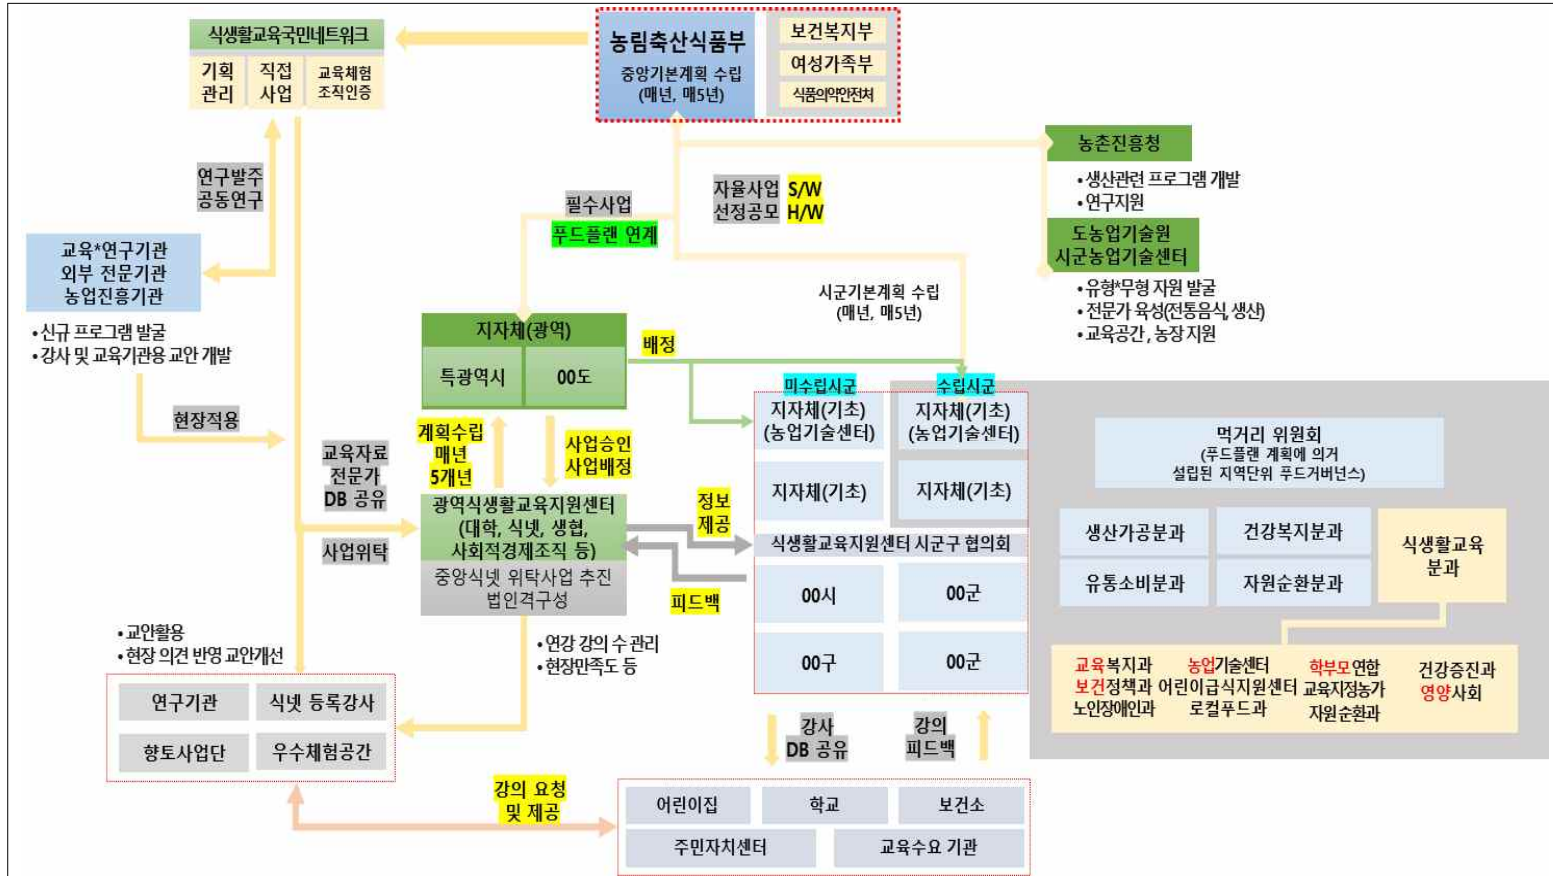 식생활교육국민네트워크
기획
관리
직접
사업
교육체험
조직인증
농림축산식품부
중앙기본계획 수립
(매년, 매5년)
보건복지부
여성가족부
식품의약안전처
농촌진흥청
• 생산관련 프로그램 개발
• 연구지원
도농업기술원
시군농업기술센터
• 유형*무형 자원 발굴
• 전문가 육성(전통음식, 생산)
• 교육공간, 농장 지원
연구발주
공동연구
자율사업 S/W
선정공모 H/W
필수사업
푸드플랜 연계
교육*연구기관
외부 전문기관
농업진흥기관
• 신규 프로그램 발굴
• 강사 및 교육기관용 교안 개발
시군기본계획 수립
(매년, 매5년)
지자체(광역)
특광역시
00도
배정
현장적용
계획수립
매년
5개년
사업승인
사업배정
교육자료
전문가
DB 공유
사업위탁
광역식생활교육지원센터
(대학, 식넷, 생협,
사회적경제조직 등)
중앙식넷 위탁사업 추진
법인격구성
정보
제공
피드백
미수립시군
수립시군
지자체(기초)
(농업기술센터)
지자체(기초)
(농업기술센터)
지자체(기초)
지자체(기초)
식생활교육지원센터 시군구 협의회
00시
00군
00구
00군
먹거리 위원회
(푸드플랜 계획에 의거
설립된 지역단위 푸드거버넌스)
생산가공분과
건강복지분과
유통소비분과
자원순환분과
식생활교육
분과
교육복지과
보건정책과
노인장애인과
농업기술센터
어린이급식지원센터
로컬푸드과
학부모연합
교육지정농가
자원순환과
건강증진과
영양사회
• 교안활용
• 현장 의견 반영 교안개선
• 연강 강의 수 관리
• 현장만족도 등
연구기관
식넷 등록강사
향토사업단
우수체험공간
강사
DB 공유
강의
피드백
강의 요청
및 제공
어린이집
학교
보건소
주민자치센터
교육수요 기관